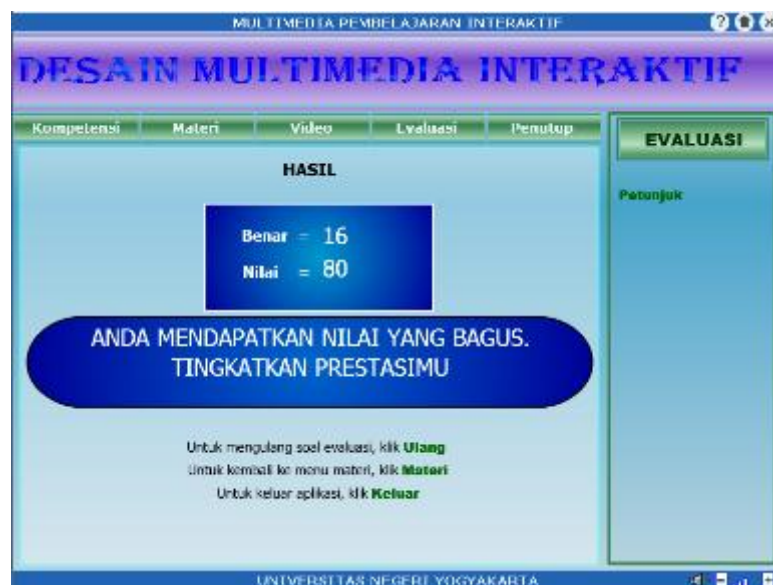 MULTIMEDIA PEMBELAJARAN INTERAKTIF
DESAIN MULTIMEDIA INTERAKTIF
Kompetensi Materi Video Evaluasi Penutup
EVALUASI
Petunjuk
HASIL
Benar = 16
Nilai = 80
ANDA MENDAPATKAN NILAI YANG BAGUS.
TINGKATKAN PRESTASIMU
Untuk mengulang soal evaluasi, klik Ulang
Untuk kembali ke menu materi, klik Materi
Untuk keluar aplikasi, klik Keluar
UNIVERSITAS NEGERI YOGYAKARTA